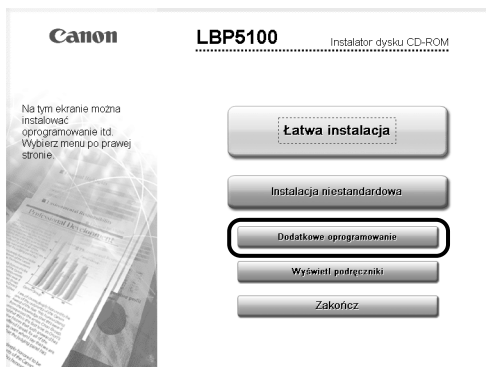 Canon
LBP5100
Instalator dysku CD-ROM
Na tym ekranie można
instalować
oprogramowanie itd.
Wybierz menu po prawej
stronie.
Łatwa instalacja
Instalacja niestandardowa
Dodatkowe oprogramowanie
Wyświetl podręczniki
Zakończ